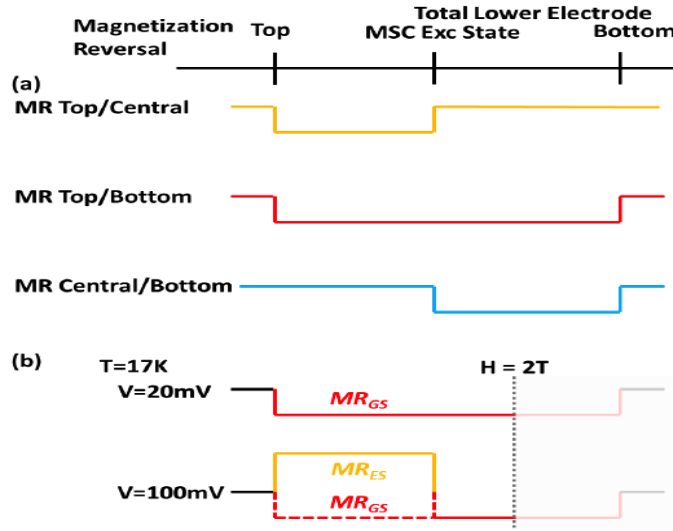 Total Lower Electrode
Magnetization Reversal
Top
MSC Exc State
Bottom
(a)
MR Top/Central
MR Top/Bottom
MR Central/Bottom
(b)
T=17K
H = 2T
V=20mV
MRGS
MRES
V=100mV
MRGS